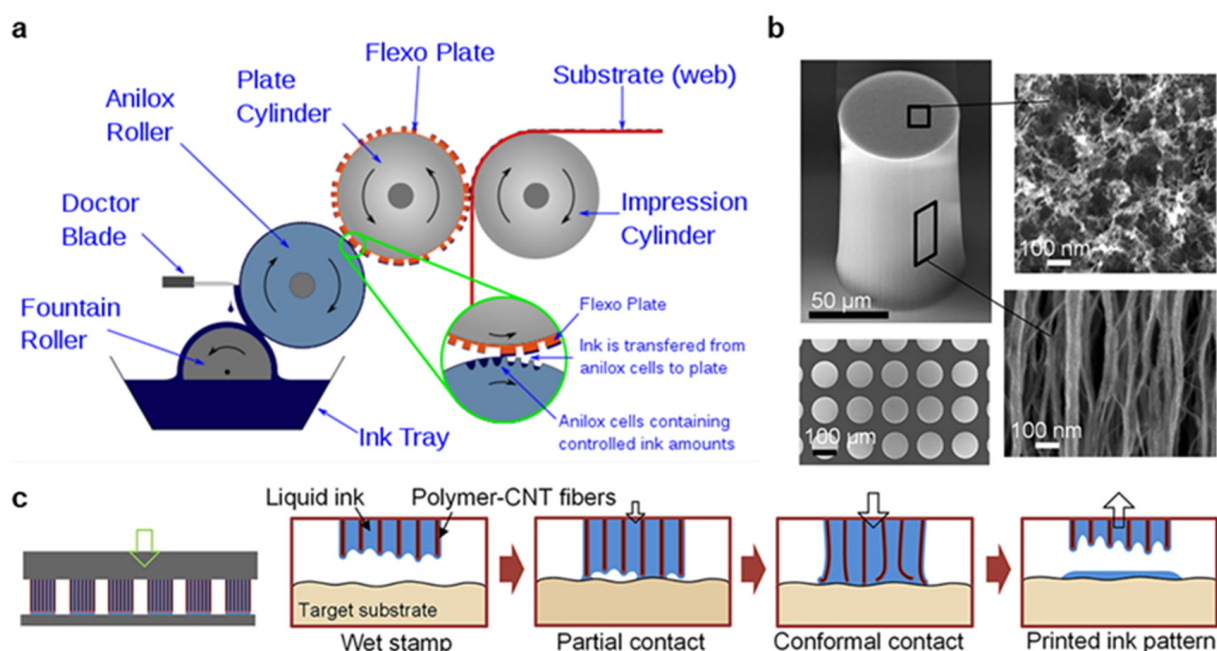 a
Flexo Plate
Plate
Cylinder
Substrate (web)
Anilox
Roller
Doctor
Blade
Impression
Cylinder
Fountain
Roller
Flexo Plate
Ink is transfered from
anilox cells to plate
Anilox cells containing
controlled ink amounts
Ink Tray
b
50 µm
100 nm
100 µm
100 nm
c
Liquid ink
Polymer-CNT fibers
Target substrate
Wet stamp
Partial contact
Conformal contact
Printed ink pattern